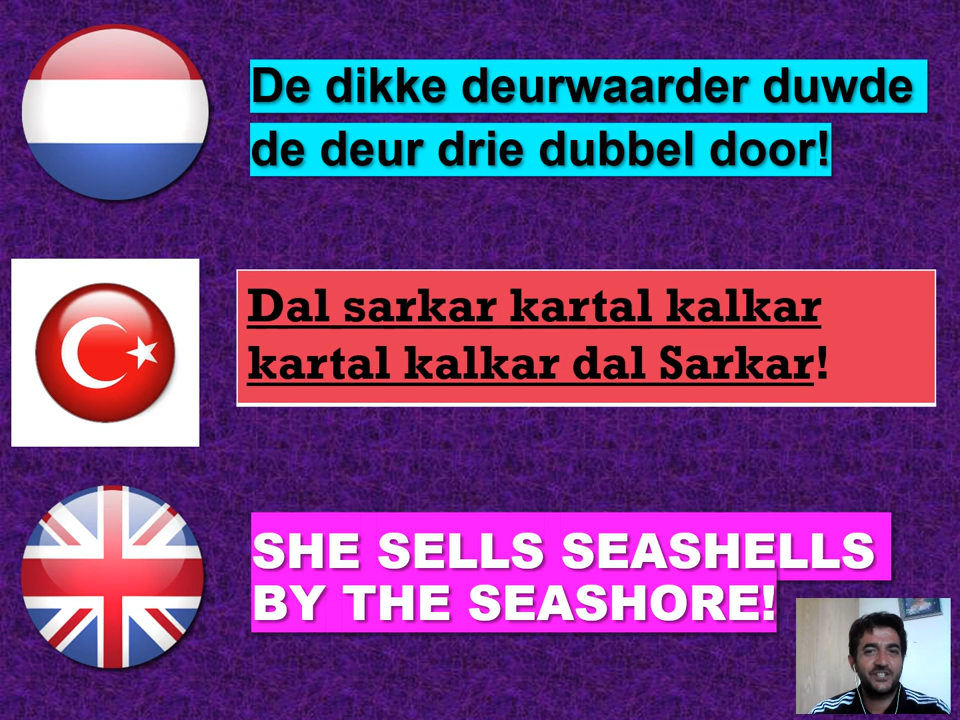 De dikke deurwaarder duwde
de deur drie dubbel door!
Dal sarkar kartal kalkar
kartal kalkar dal Sarkar!
SHE SELLS SEASHELLS
BY THE SEASHORE!